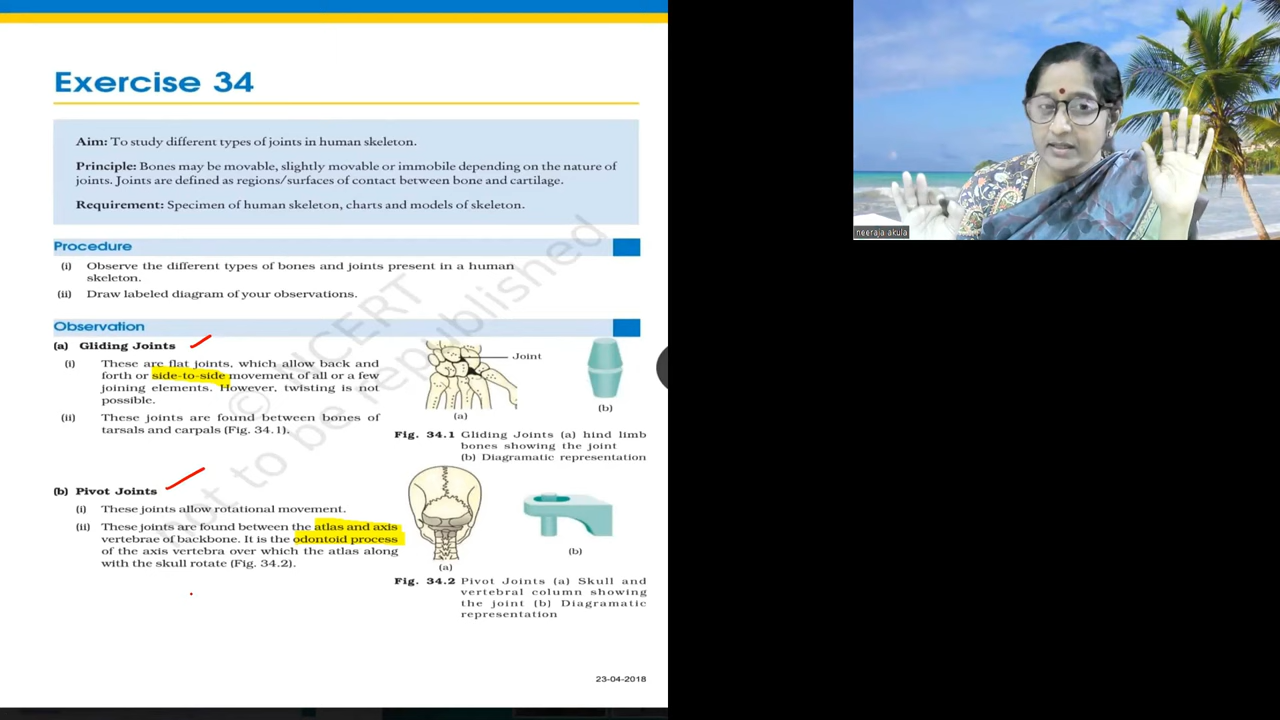 Exercise 34
Aim: To study different types of joints in human skeleton.
Principle: Bones may be movable, slightly movable or immobile depending on the nature of
joints. Joints are defined as regions/surfaces of contact between bone and cartilage.
Requirement: Specimen of human skeleton, charts and models of skeleton.
Procedure
(i) Observe the different types of bones and joints present in a human
skeleton.
(ii) Draw labeled diagram of your observations.
Observation
(a) Gliding Joints
(i) These are flat joints, which allow back and
forth or side-to-side movement of all or a few
joining elements. However, twisting is not
possible.
(ii) These joints are found between bones of
tarsals and carpals (Fig. 34.1).
Joint
(a)
(b)
Fig. 34.1 Gliding Joints (a) hind limb
bones showing the joint
(b) Diagramatic representation
(b) Pivot Joints
(i) These joints allow rotational movement.
(ii) These joints are found between the atlas and axis
vertebrae of backbone. It is the odontoid process
of the axis vertebra over which the atlas along
with the skull rotate (Fig. 34.2).
(a)
(b)
Fig. 34.2 Pivot Joints (a) Skull and
vertebral column showing
the joint (b) Diagramatic
representation
23-04-2018
© NCERT
not to be republished
neeraja akula